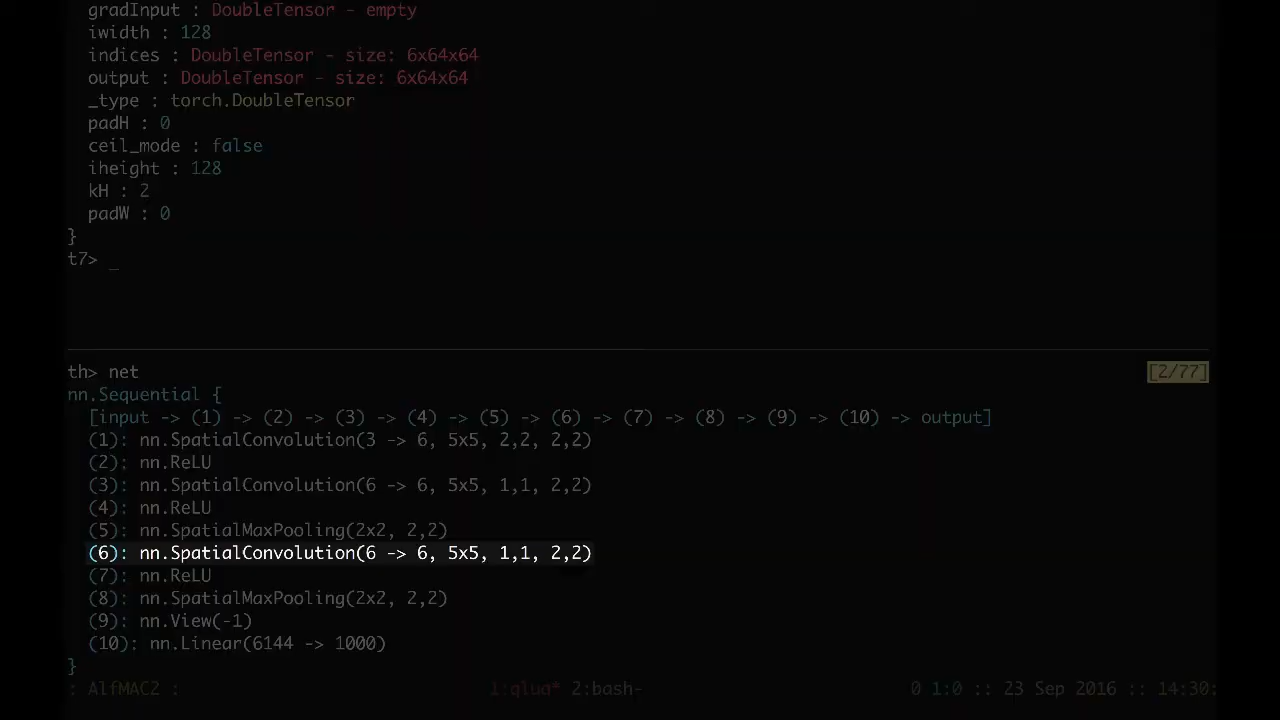 gradInput : DoubleTensor - empty
iwidth : 128
indices : DoubleTensor - size: 6x64x64
output : DoubleTensor - size: 6x64x64
_type : torch.DoubleTensor
padH : 0
ceil_mode : false
iheight : 128
kH : 2
padW : 0
}
t7> _
th> net [2/77]
nn.Sequential {
[input -> (1) -> (2) -> (3) -> (4) -> (5) -> (6) -> (7) -> (8) -> (9) -> (10) -> output]
(1): nn.SpatialConvolution(3 -> 6, 5x5, 2,2, 2,2)
(2): nn.ReLU
(3): nn.SpatialConvolution(6 -> 6, 5x5, 1,1, 2,2)
(4): nn.ReLU
(5): nn.SpatialMaxPooling(2x2, 2,2)
(6): nn.SpatialConvolution(6 -> 6, 5x5, 1,1, 2,2)
(7): nn.ReLU
(8): nn.SpatialMaxPooling(2x2, 2,2)
(9): nn.View(-1)
(10): nn.Linear(6144 -> 1000)
}
: AlfMAC2 : 1:qlua* 2:bash- 0 1:0 :: 23 Sep 2016 :: 14:30: